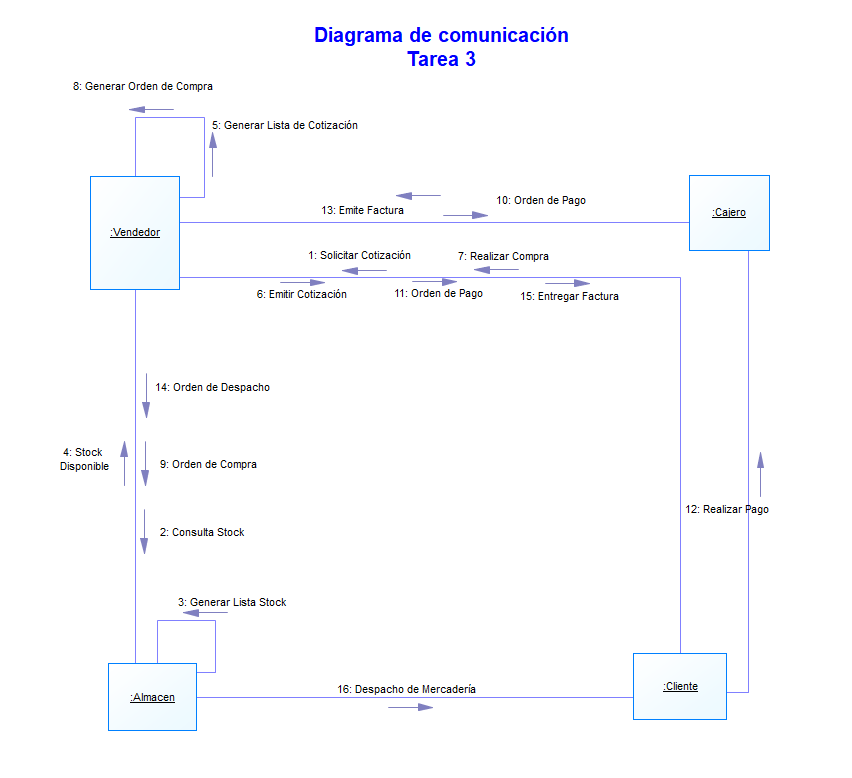 Diagrama de comunicación
Tarea 3
8: Generar Orden de Compra
5: Generar Lista de Cotización
10: Orden de Pago
13: Emite Factura
:Vendedor
:Cajero
1: Solicitar Cotización
7: Realizar Compra
6: Emitir Cotización
11: Orden de Pago
15: Entregar Factura
14: Orden de Despacho
4: Stock
Disponible
9: Orden de Compra
12: Realizar Pago
2: Consulta Stock
3: Generar Lista Stock
:Almacen
16: Despacho de Mercadería
:Cliente